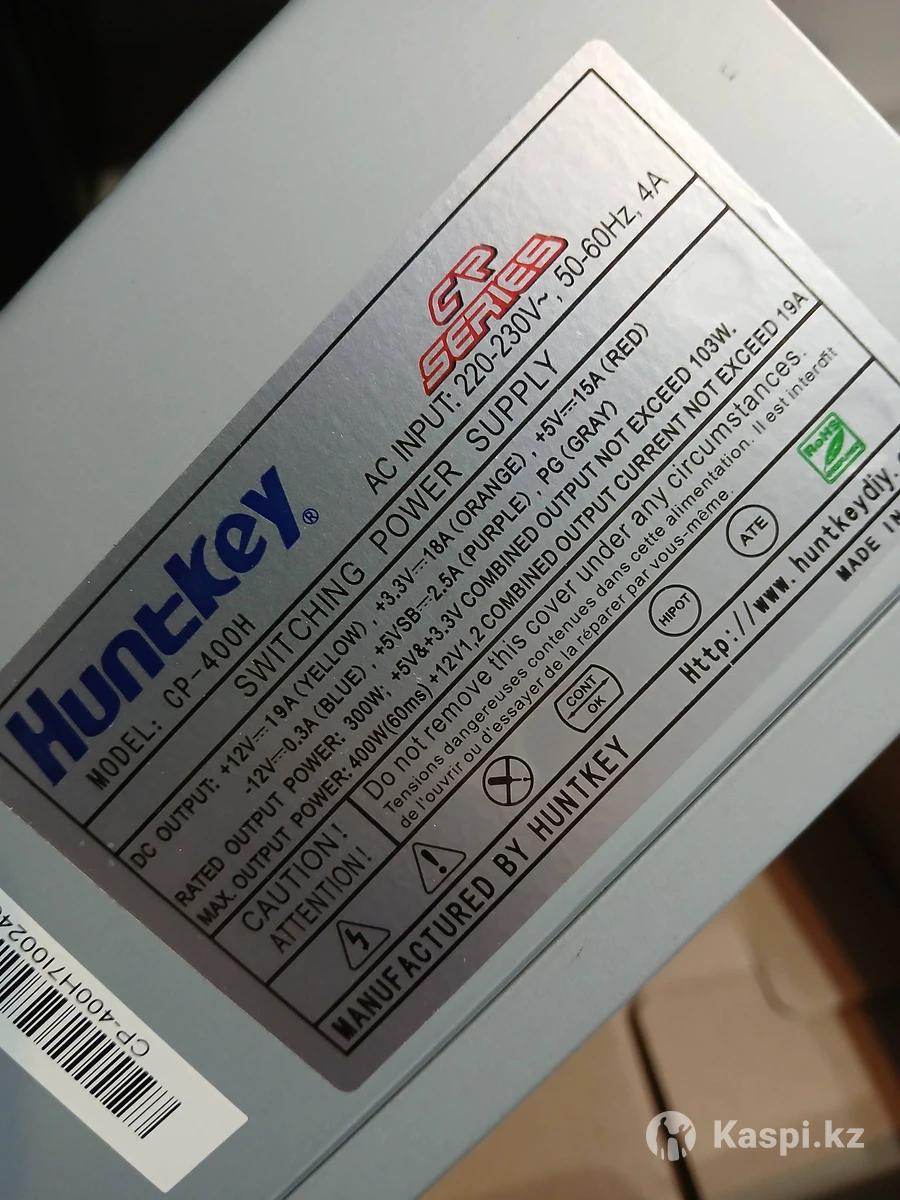 CP SERIES
Huntkey®
MODEL: CP-400H
AC INPUT: 220-230V~, 50-60Hz, 4A
SWITCHING POWER SUPPLY
DC OUTPUT: +12V⎓19A (YELLOW) , +3.3V⎓18A (ORANGE) , +5V⎓15A (RED)
-12V⎓0.3A (BLUE) , +5VSB⎓2.5A (PURPLE) , PG (GRAY)
RATED OUTPUT POWER: 300W; +5V&+3.3V COMBINED OUTPUT NOT EXCEED 103W.
MAX. OUTPUT POWER: 400W(60ms) +12V1,2 COMBINED OUTPUT CURRENT NOT EXCEED 19A
CAUTION!
ATTENTION!
Do not remove this cover under any circumstances.
Tensions dangereuses contenues dans cette alimentation. Il est interdit
de l'ouvrir ou d'essayer de la réparer par vous-même.
CONT OK
HIPOT
ATE
RoHS
MANUFACTURED BY HUNTKEY
Http://www.huntkeydiy.
MADE IN
CP-400H710024
Kaspi.kz